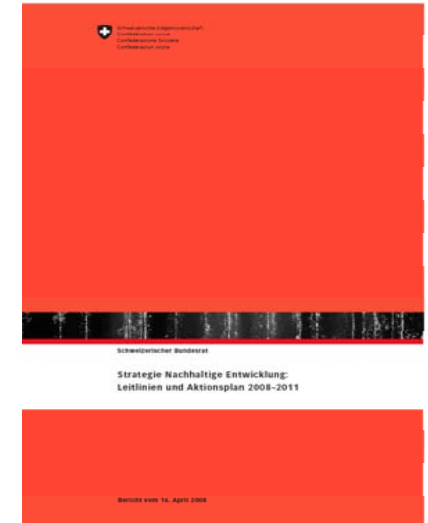 Schweizerische Eidgenossenschaft
Confédération suisse
Confederazione Svizzera
Confederaziun svizra
Schweizerischer Bundesrat
Strategie Nachhaltige Entwicklung:
Leitlinien und Aktionsplan 2008–2011
Bericht vom 16. April 2008